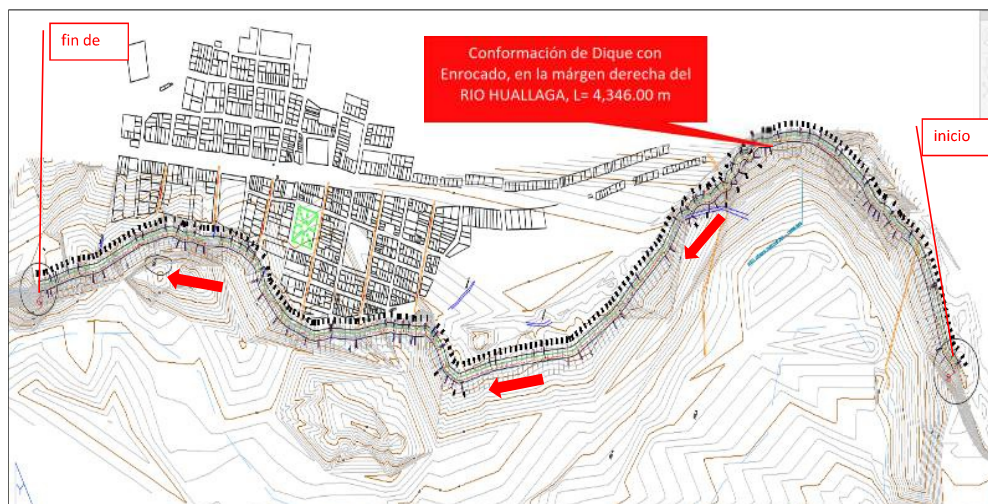 fin de
Conformación de Dique con
Enrocado, en la márgen derecha del
RIO HUALLAGA, L= 4,346.00 m
inicio